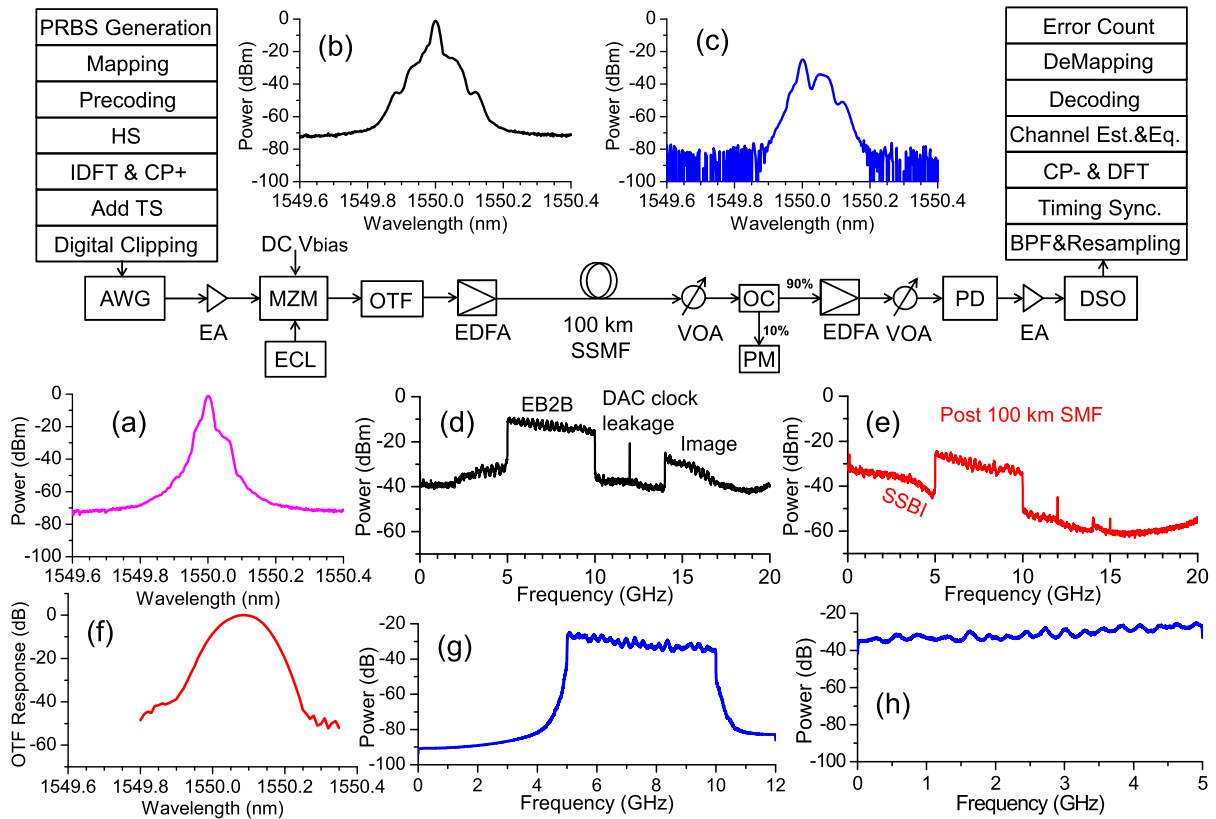 PRBS Generation
Mapping
Precoding
HS
IDFT & CP+
Add TS
Digital Clipping
(b)
Power (dBm)
0
-20
-40
-60
-80
-100
1549.6 1549.8 1550.0 1550.2 1550.4
Wavelength (nm)
(c)
Power (dBm)
0
-20
-40
-60
-80
-100
1549.6 1549.8 1550.0 1550.2 1550.4
Wavelength (nm)
Error Count
DeMapping
Decoding
Channel Est.&Eq.
CP- & DFT
Timing Sync.
BPF&Resampling
DC Vbias
AWG
EA
MZM
ECL
OTF
EDFA
100 km
SSMF
VOA
OC
90%
10%
PM
EDFA
VOA
PD
EA
DSO
(a)
Power (dBm)
0
-20
-40
-60
-80
-100
1549.6 1549.8 1550.0 1550.2 1550.4
Wavelength (nm)
(d)
EB2B
DAC clock
leakage
Image
Power (dBm)
0
-20
-40
-60
0 5 10 15 20
Frequency (GHz)
(e)
Post 100 km SMF
SSBI
Power (dBm)
0
-20
-40
-60
0 5 10 15 20
Frequency (GHz)
(f)
OTF Response (dB)
0
-20
-40
-60
1549.6 1549.8 1550.0 1550.2 1550.4
Wavelength (nm)
(g)
Power (dB)
-20
-40
-60
-80
-100
0 2 4 6 8 10 12
Frequency (GHz)
(h)
Power (dB)
-20
-40
-60
-80
-100
0 1 2 3 4 5
Frequency (GHz)